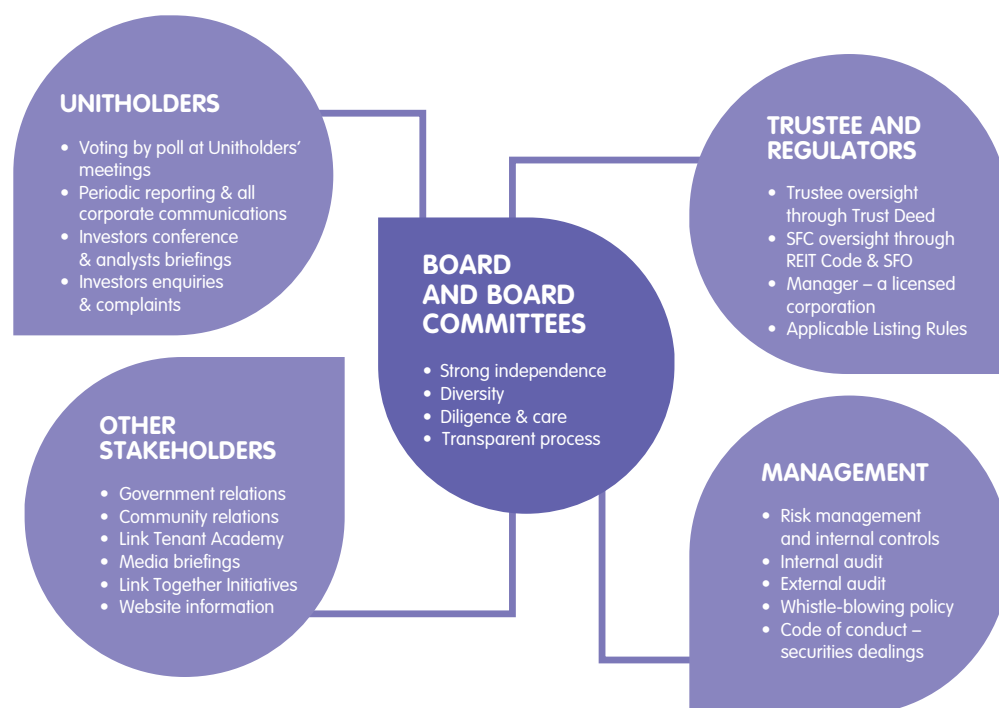 UNITHOLDERS
• Voting by poll at Unitholders’
meetings
• Periodic reporting & all
corporate communications
• Investors conference
& analysts briefings
• Investors enquiries
& complaints
TRUSTEE AND
REGULATORS
• Trustee oversight
through Trust Deed
• SFC oversight through
REIT Code & SFO
• Manager – a licensed
corporation
• Applicable Listing Rules
BOARD
AND BOARD
COMMITTEES
• Strong independence
• Diversity
• Diligence & care
• Transparent process
OTHER
STAKEHOLDERS
• Government relations
• Community relations
• Link Tenant Academy
• Media briefings
• Link Together Initiatives
• Website information
MANAGEMENT
• Risk management
and internal controls
• Internal audit
• External audit
• Whistle-blowing policy
• Code of conduct –
securities dealings